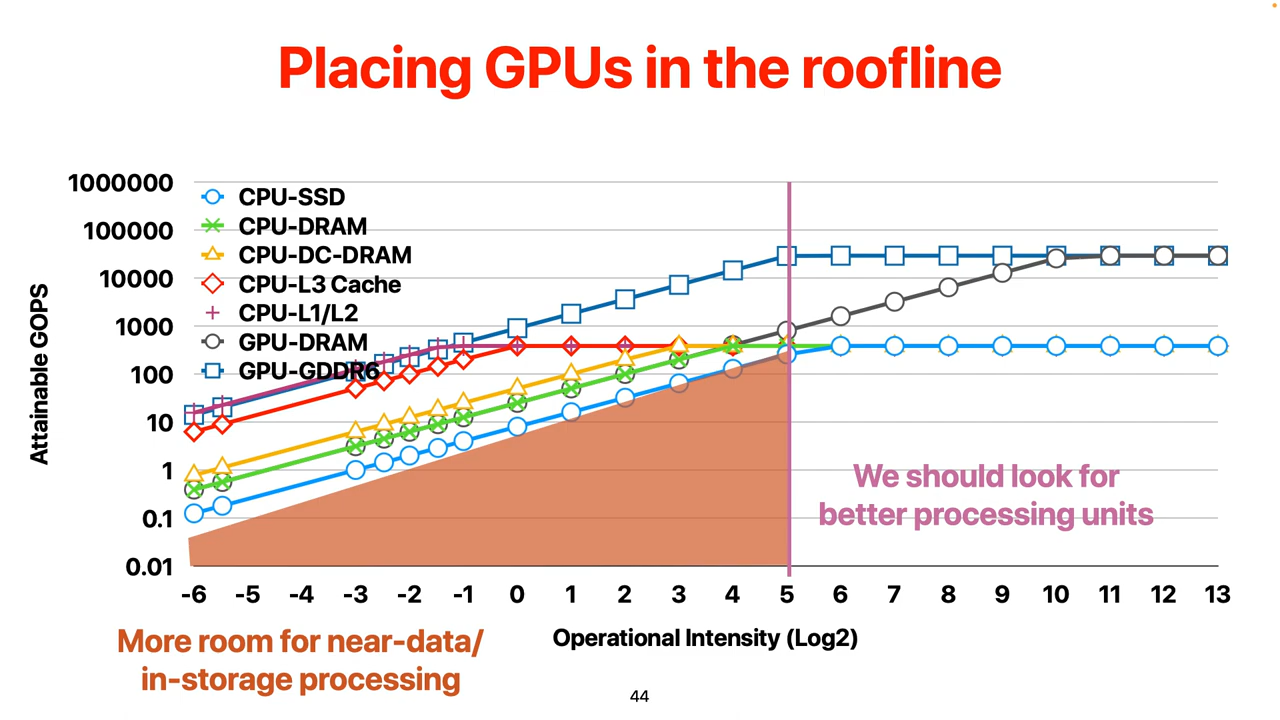 Placing GPUs in the roofline
1000000
100000
10000
1000
100
10
1
0.1
0.01
Attainable GOPS
CPU-SSD
CPU-DRAM
CPU-DC-DRAM
CPU-L3 Cache
CPU-L1/L2
GPU-DRAM
GPU-GDDR6
We should look for
better processing units
-6 -5 -4 -3 -2 -1 0 1 2 3 4 5 6 7 8 9 10 11 12 13
Operational Intensity (Log2)
More room for near-data/
in-storage processing
44